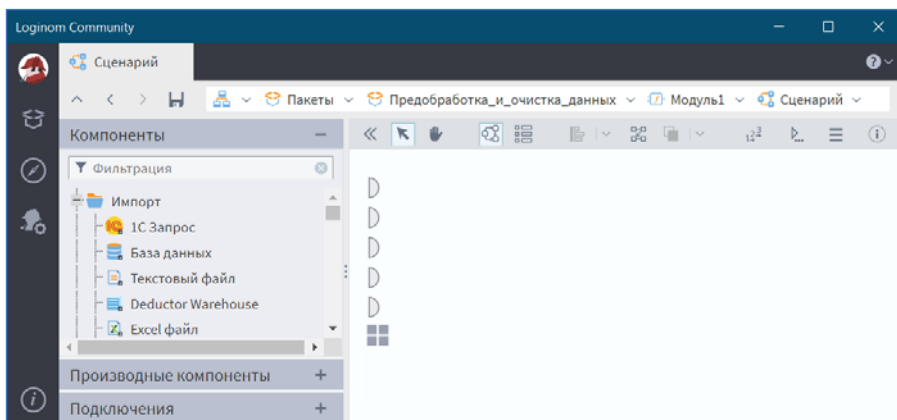 Loginom Community
Сценарий
Пакеты Предобработка_и_очистка_данных Модуль1 Сценарий
Компоненты
Фильтрация
Импорт
1С Запрос
База данных
Текстовый файл
Deductor Warehouse
Excel файл
Производные компоненты
Подключения